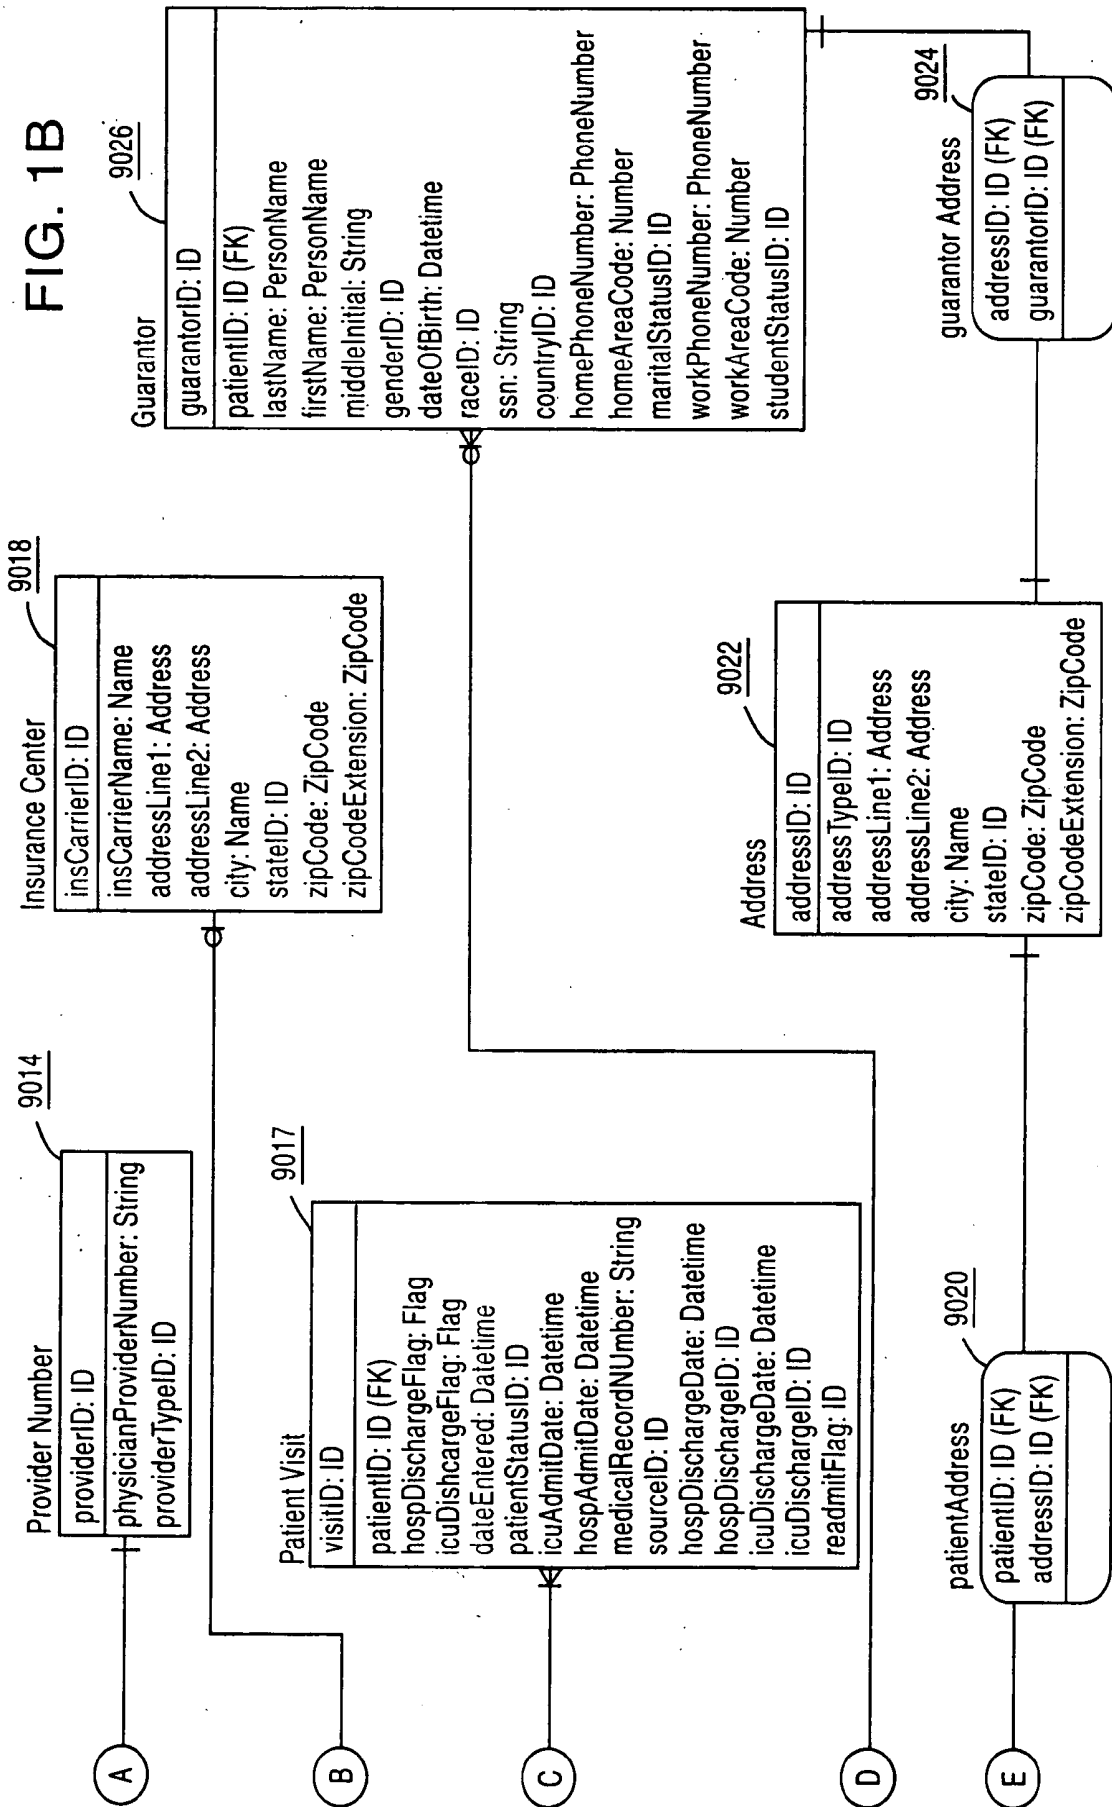 FIG. 1B
Provider Number
9014
providerID: ID
physicianProviderNumber: String
providerTypeID: ID
Insurance Center
9018
insCarrierID: ID
insCarrierName: Name
addressLine1: Address
addressLine2: Address
city: Name
stateID: ID
zipCode: ZipCode
zipCodeExtension: ZipCode
Guarantor
9026
guarantorID: ID
patientID: ID (FK)
lastName: PersonName
firstName: PersonName
middleInitial: String
genderID: ID
dateOfBirth: Datetime
raceID: ID
ssn: String
countryID: ID
homePhoneNumber: PhoneNumber
homeAreaCode: Number
maritalStatusID: ID
workPhoneNumber: PhoneNumber
workAreaCode: Number
studentStatusID: ID
Patient Visit
9017
visitID: ID
patientID: ID (FK)
hospDischargeFlag: Flag
icuDishcargeFlag: Flag
dateEntered: Datetime
patientStatusID: ID
icuAdmitDate: Datetime
hospAdmitDate: Datetime
medicalRecordNUmber: String
sourceID: ID
hospDischargeDate: Datetime
hospDischargeID: ID
icuDischargeDate: Datetime
icuDischargeID: ID
readmitFlag: ID
Address
9022
addressID: ID
addressTypeID: ID
addressLine1: Address
addressLine2: Address
city: Name
stateID: ID
zipCode: ZipCode
zipCodeExtension: ZipCode
patientAddress
9020
patientID: ID (FK)
addressID: ID (FK)
guarantor Address
9024
addressID: ID (FK)
guarantorID: ID (FK)
A
B
C
D
E